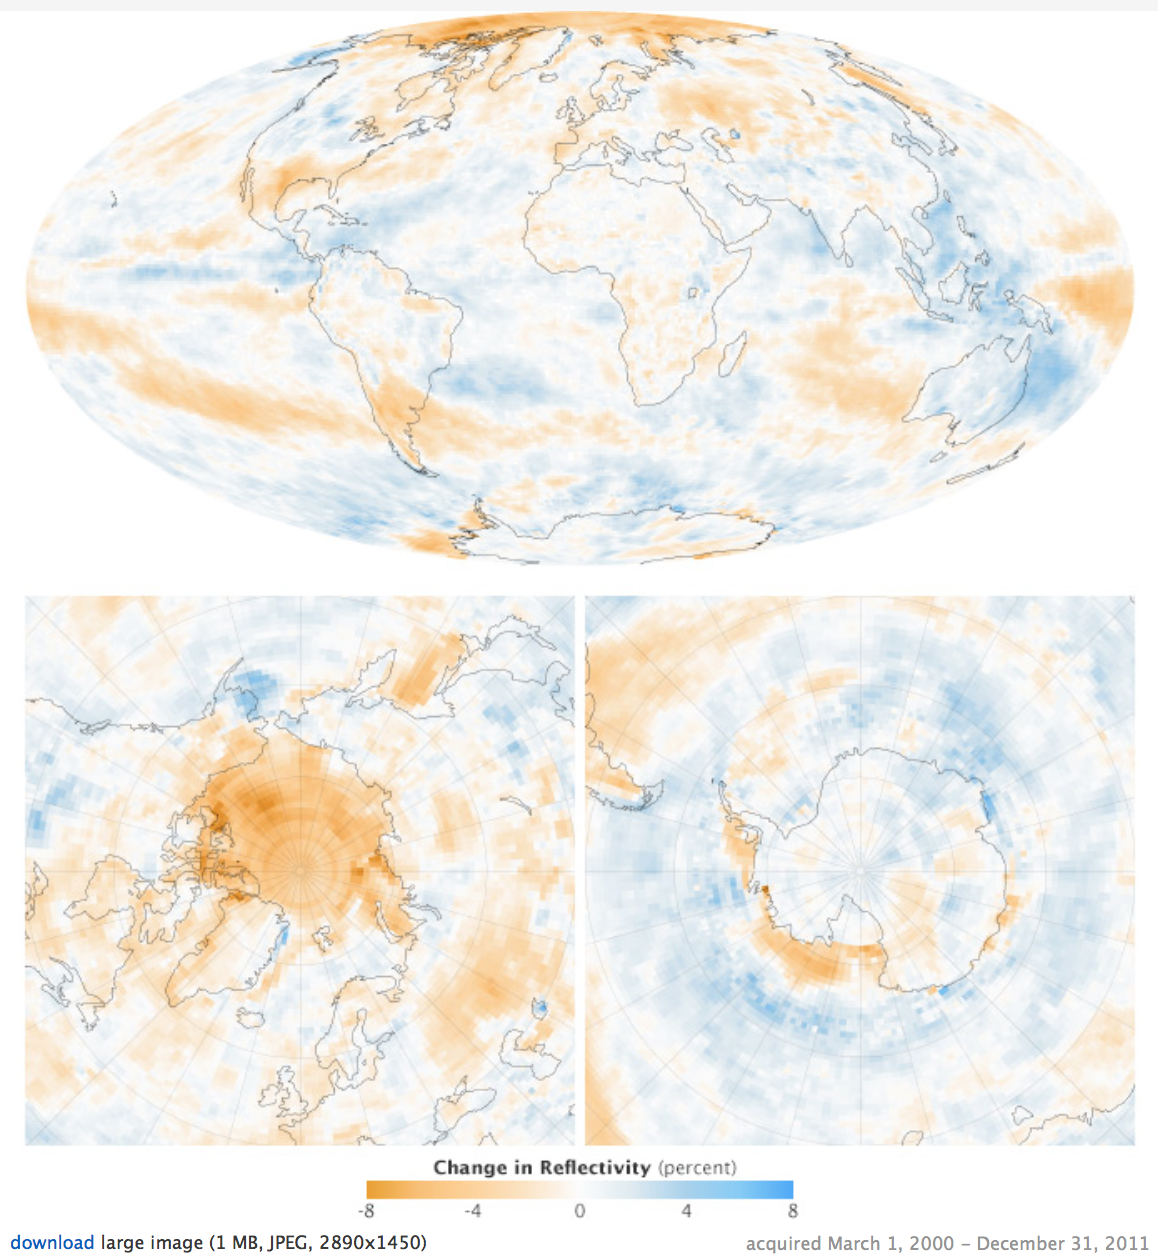 Change in Reflectivity (percent)
-8 -4 0 4 8
download large image (1 MB, JPEG, 2890x1450)
acquired March 1, 2000 – December 31, 2011